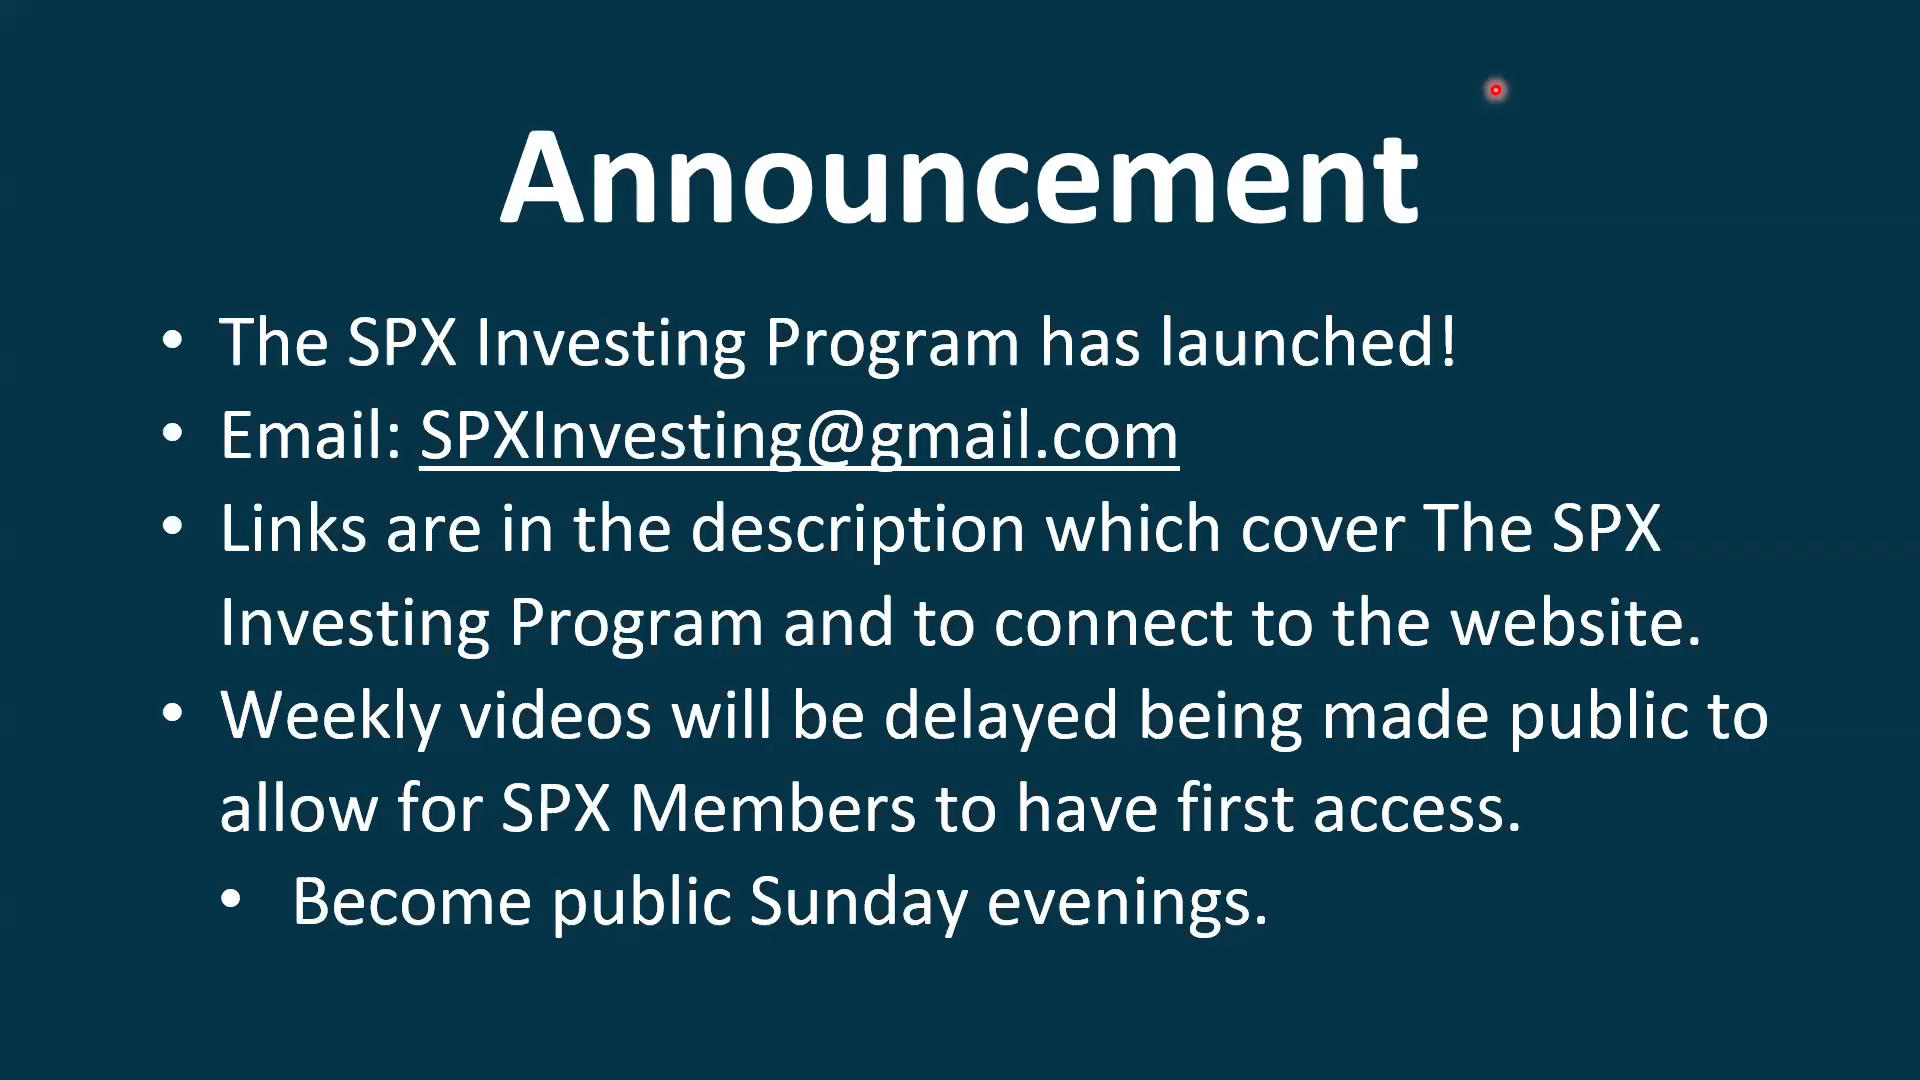 Announcement
• The SPX Investing Program has launched!
• Email: SPXInvesting@gmail.com
• Links are in the description which cover The SPX
Investing Program and to connect to the website.
• Weekly videos will be delayed being made public to
allow for SPX Members to have first access.
• Become public Sunday evenings.